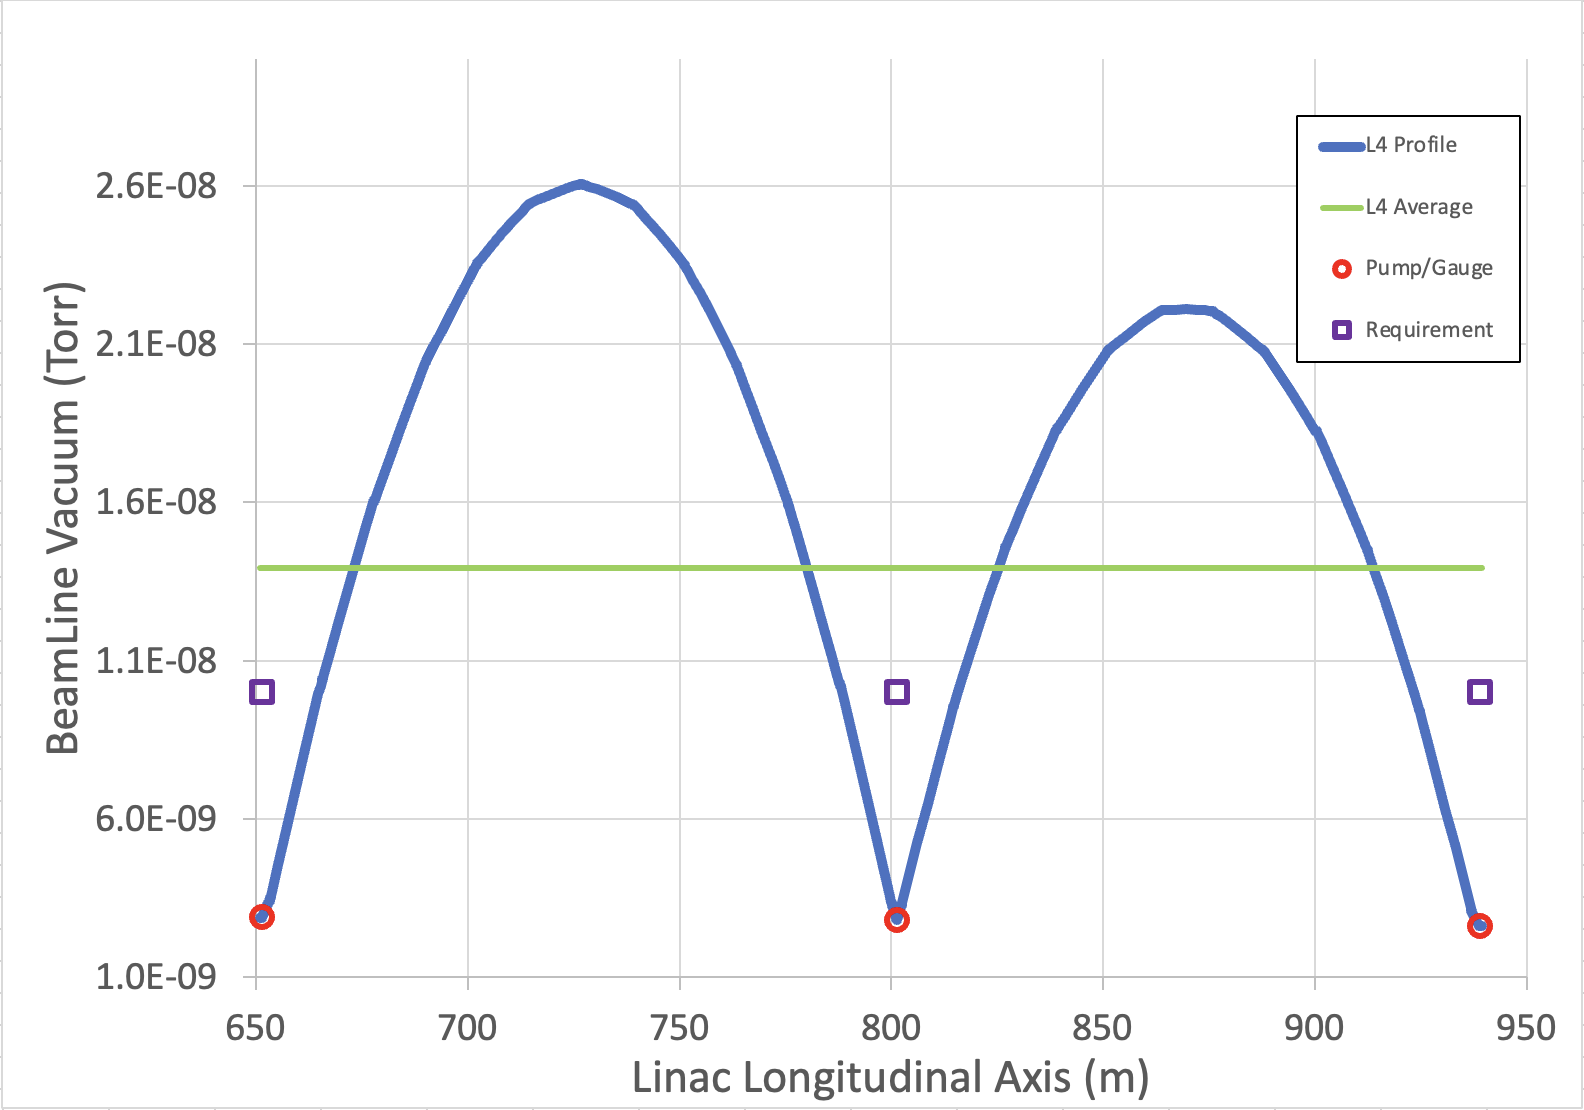 2.6E-08
2.1E-08
1.6E-08
1.1E-08
6.0E-09
1.0E-09
BeamLine Vacuum (Torr)
L4 Profile
L4 Average
Pump/Gauge
Requirement
650 700 750 800 850 900 950
Linac Longitudinal Axis (m)